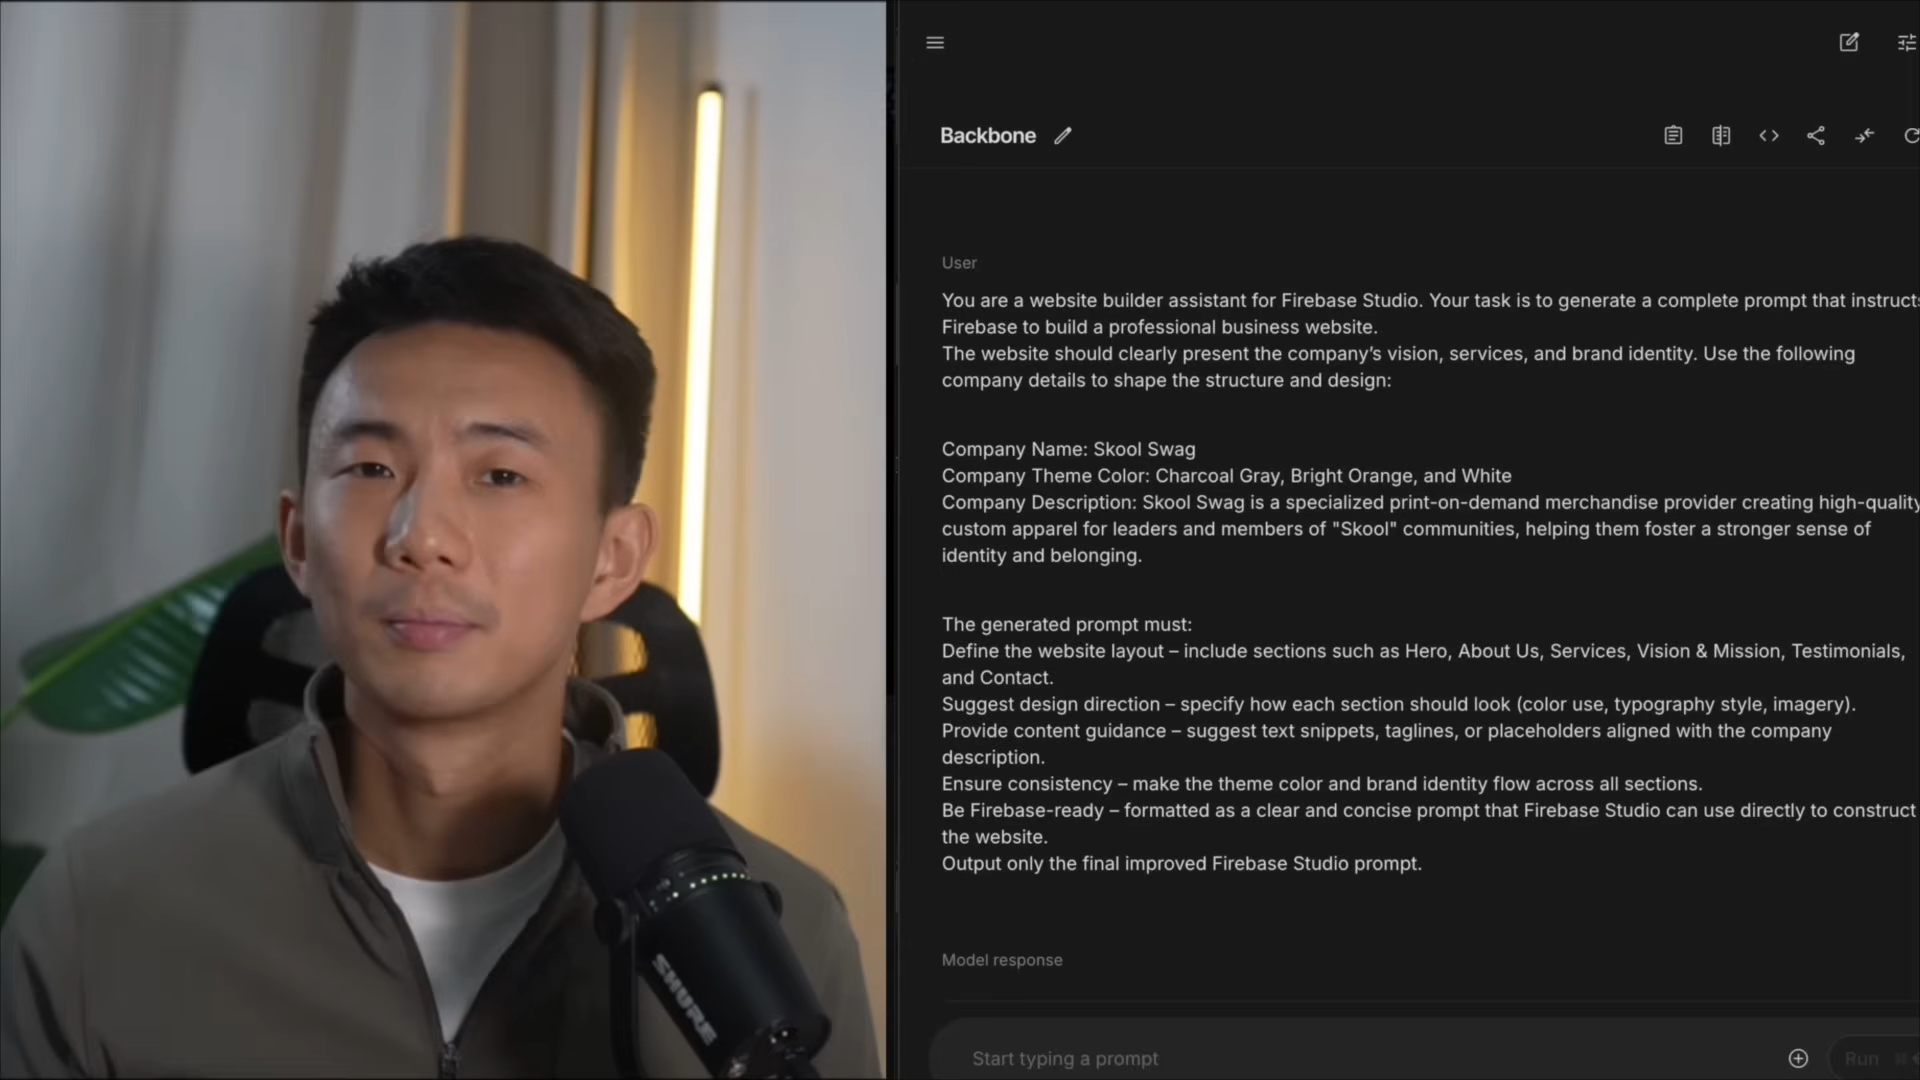 Backbone
User
You are a website builder assistant for Firebase Studio. Your task is to generate a complete prompt that instructs
Firebase to build a professional business website.
The website should clearly present the company’s vision, services, and brand identity. Use the following
company details to shape the structure and design:
Company Name: Skool Swag
Company Theme Color: Charcoal Gray, Bright Orange, and White
Company Description: Skool Swag is a specialized print-on-demand merchandise provider creating high-quality
custom apparel for leaders and members of "Skool" communities, helping them foster a stronger sense of
identity and belonging.
The generated prompt must:
Define the website layout – include sections such as Hero, About Us, Services, Vision & Mission, Testimonials,
and Contact.
Suggest design direction – specify how each section should look (color use, typography style, imagery).
Provide content guidance – suggest text snippets, taglines, or placeholders aligned with the company
description.
Ensure consistency – make the theme color and brand identity flow across all sections.
Be Firebase-ready – formatted as a clear and concise prompt that Firebase Studio can use directly to construct
the website.
Output only the final improved Firebase Studio prompt.
Model response
Start typing a prompt
Run
SHURE